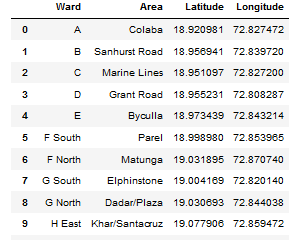 Ward Area Latitude Longitude
0 A Colaba 18.920981 72.827472
1 B Sanhurst Road 18.956941 72.839720
2 C Marine Lines 18.951097 72.827200
3 D Grant Road 18.955231 72.808287
4 E Byculla 18.973439 72.843214
5 F South Parel 18.998980 72.853965
6 F North Matunga 19.031895 72.870740
7 G South Elphinstone 19.004169 72.820140
8 G North Dadar/Plaza 19.030693 72.844038
9 H East Khar/Santacruz 19.077906 72.859472